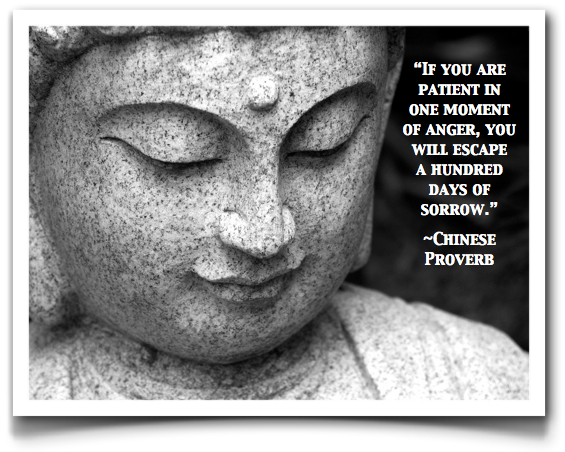 “If you are
patient in
one moment
of anger, you
will escape
a hundred
days of
sorrow.”
~Chinese
Proverb